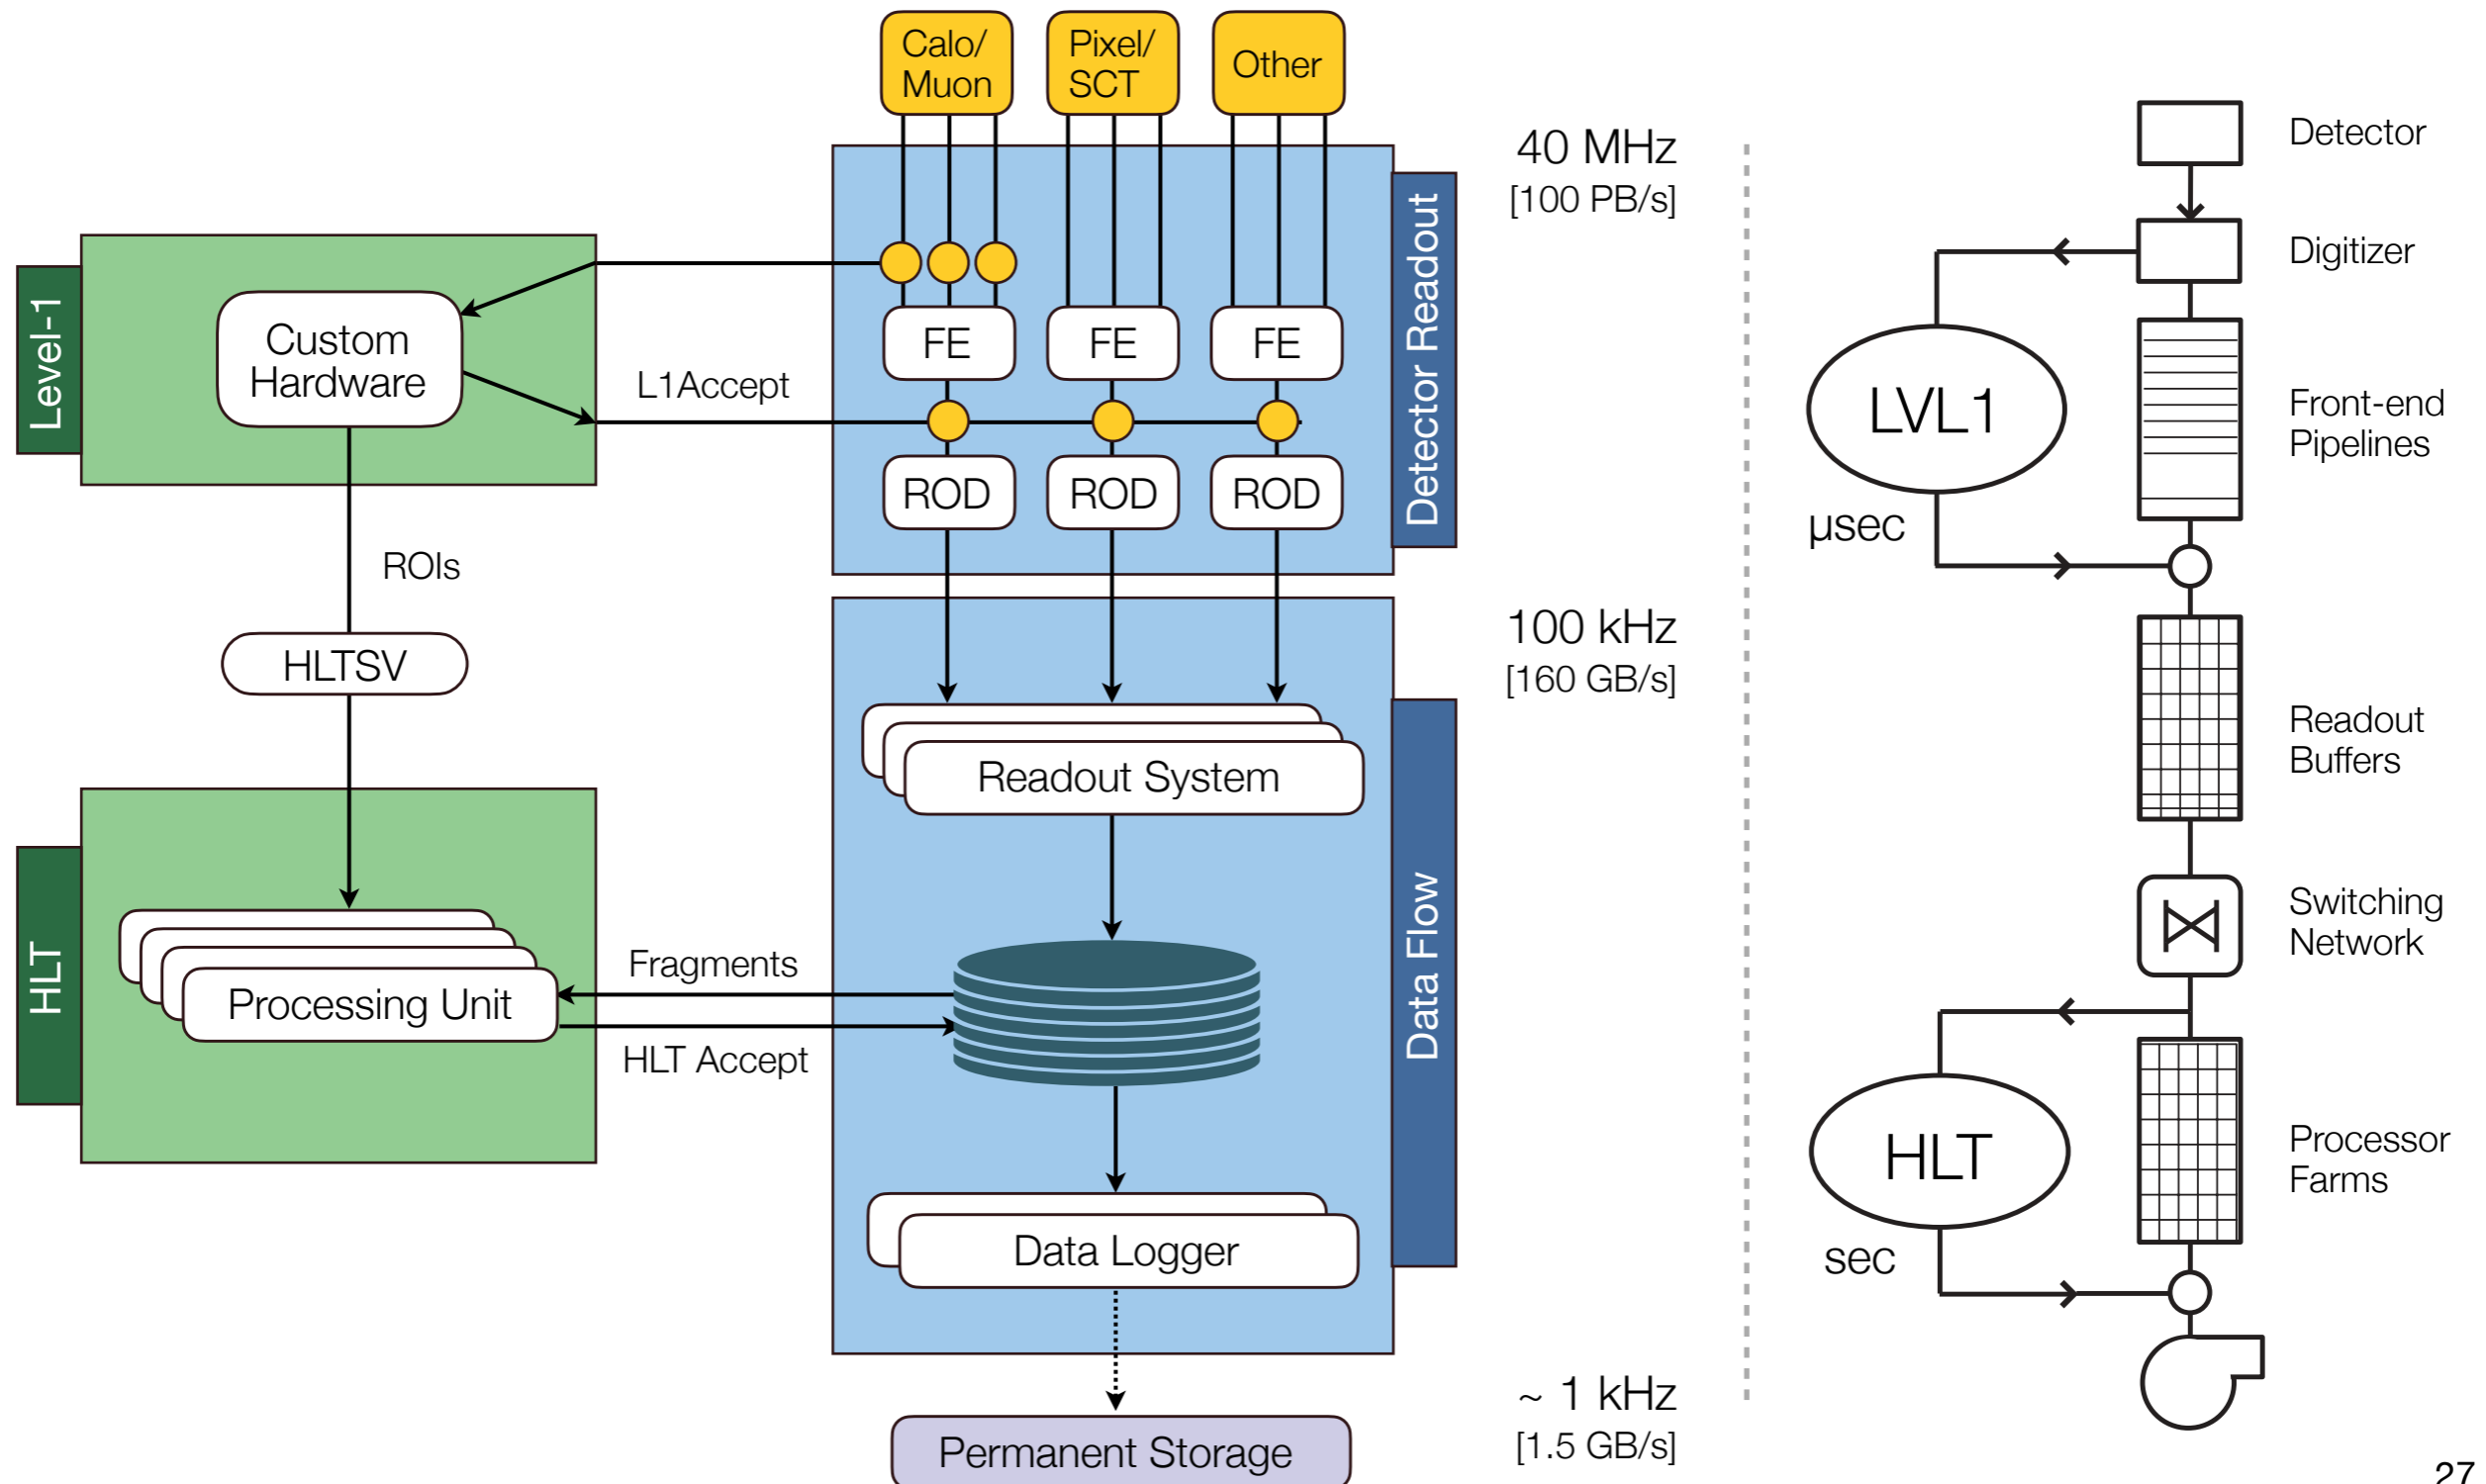 Calo/
Muon
Pixel/
SCT
Other
40 MHz
[100 PB/s]
Detector Readout
Level-1
Custom
Hardware
L1Accept
FE
FE
FE
ROD
ROD
ROD
ROIs
HLTSV
100 kHz
[160 GB/s]
Readout System
Data Flow
HLT
Processing Unit
Fragments
HLT Accept
Data Logger
~ 1 kHz
[1.5 GB/s]
Permanent Storage
Detector
Digitizer
LVL1
µsec
Front-end
Pipelines
Readout
Buffers
Switching
Network
HLT
sec
Processor
Farms
27